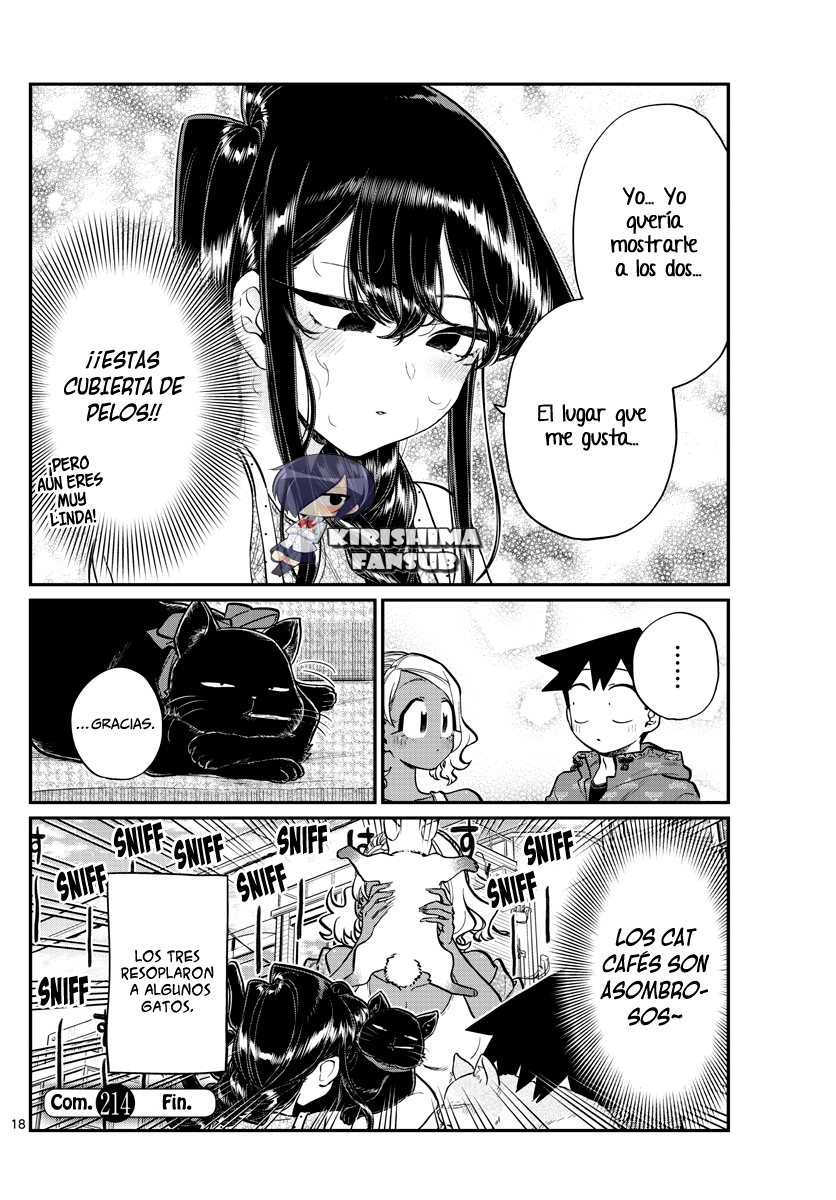 Yo... Yo
quería
mostrarle
a los dos...
El lugar que
me gusta...
¡¡ESTAS
CUBIERTA DE
PELOS!!
¡PERO
AÚN ERES
MUY
LINDA!
KIRISHIMA
FANSUB
......
...GRACIAS.
SNIFF
SNIFF
SNIFF
SNIFF
SNIFF
SNIFF
SNIFF
SNIFF
LOS CAT
CAFÉS SON
ASOMBRO-
SOS~
LOS TRES
RESOPLARON
A ALGUNOS
GATOS.
Com. 214 Fin.
18